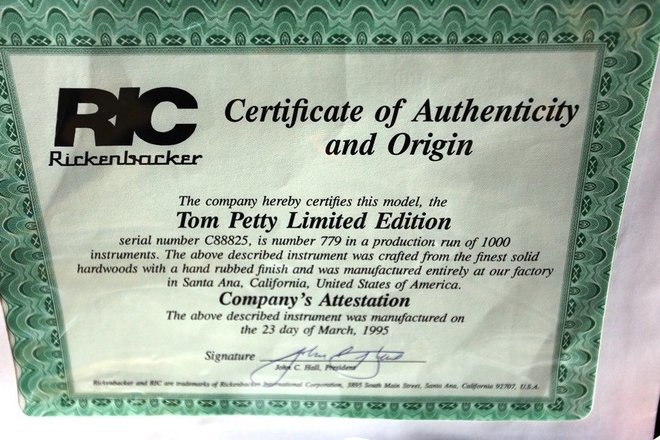 RIC
Rickenbacker
Certificate of Authenticity
and Origin
The company hereby certifies this model, the
Tom Petty Limited Edition
serial number C88825, is number 779 in a production run of 1000
instruments. The above described instrument was crafted from the finest solid
hardwoods with a hand rubbed finish and was manufactured entirely at our factory
in Santa Ana, California, United States of America.
Company's Attestation
The above described instrument was manufactured on
the 23 day of March, 1995
Signature
John C. Hall, President
Rickenbacker and RIC are trademarks of Rickenbacker International Corporation, 3895 South Main Street, Santa Ana, California 92707, U.S.A.